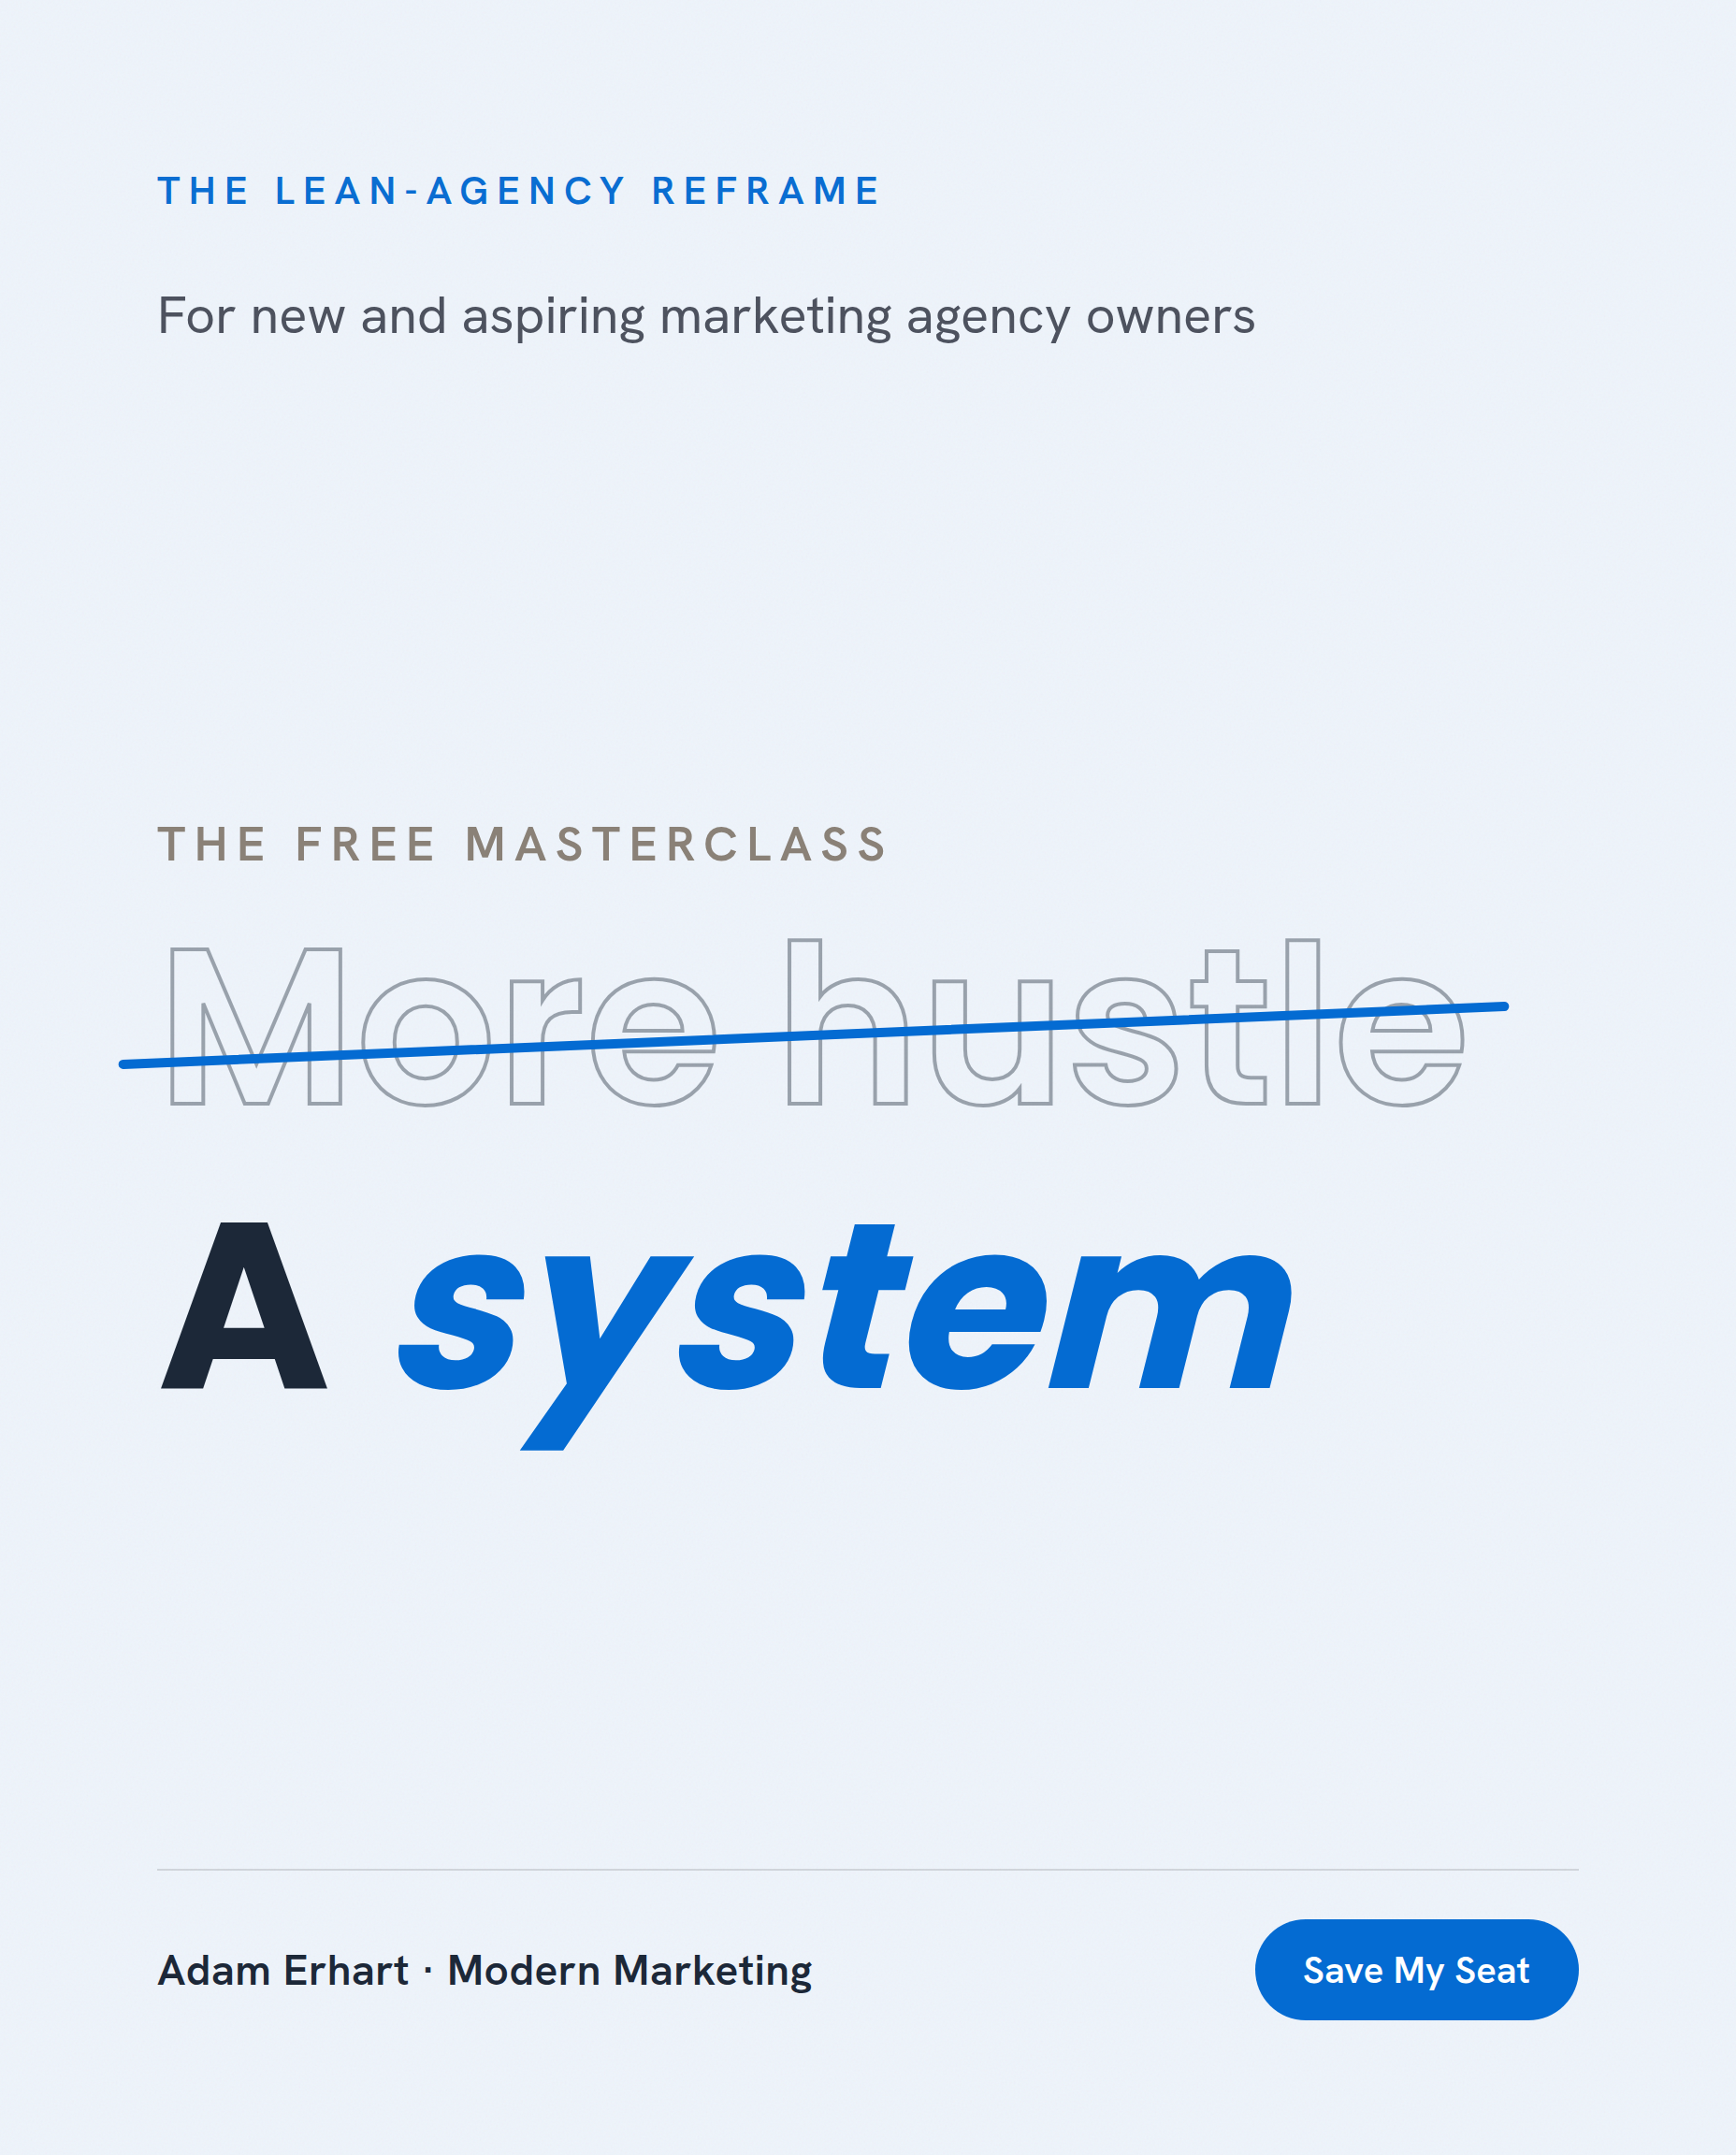 THE LEAN-AGENCY REFRAME
For new and aspiring marketing agency owners
THE FREE MASTERCLASS
More hustle
A system
Adam Erhart · Modern Marketing
Save My Seat